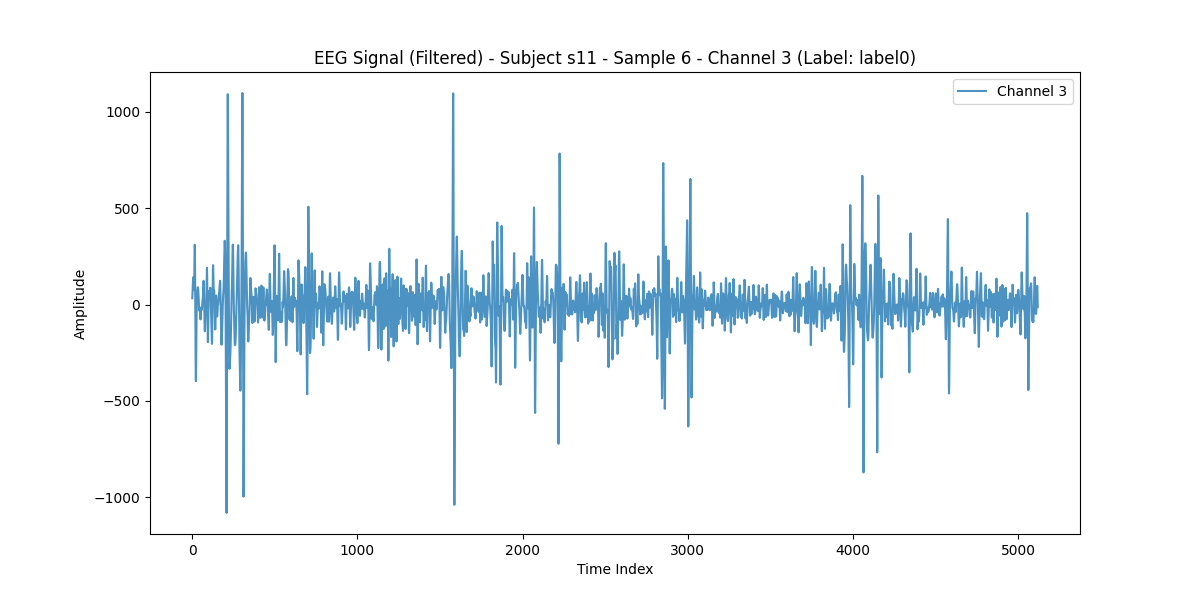 EEG Signal (Filtered) - Subject s11 - Sample 6 - Channel 3 (Label: label0)
Channel 3
1000
500
0
−500
−1000
Amplitude
0 1000 2000 3000 4000 5000
Time Index